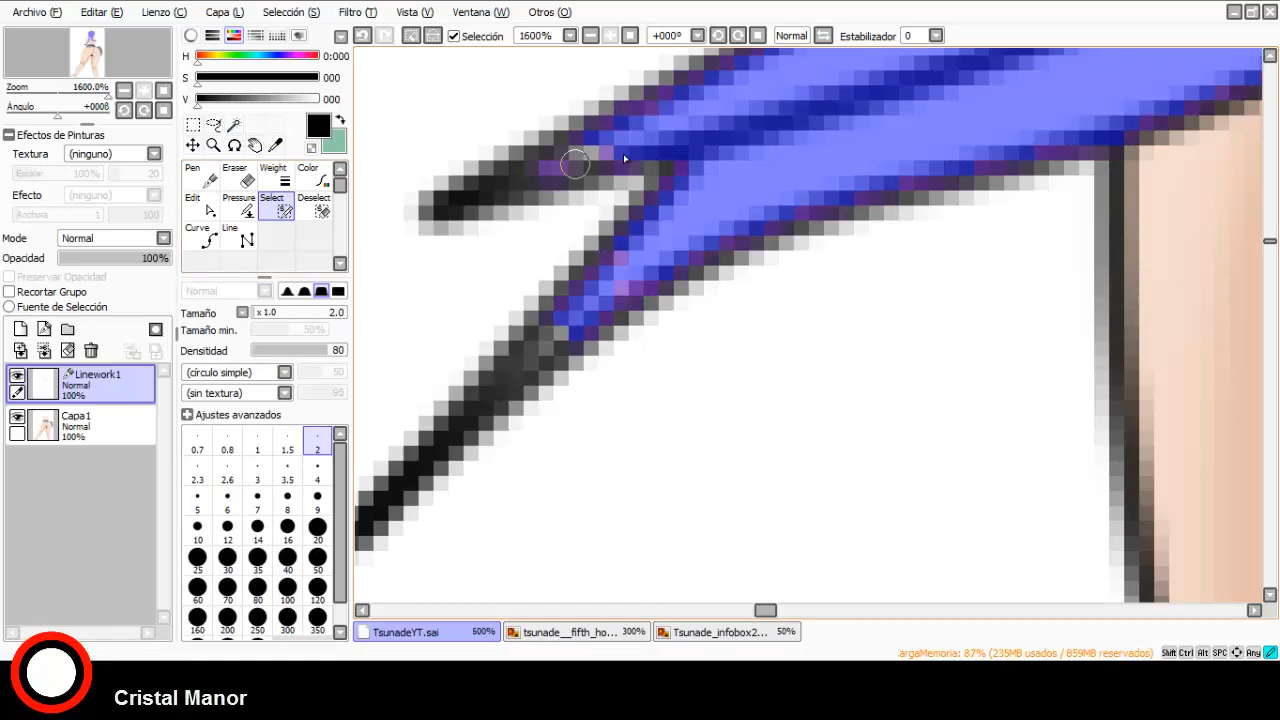 Archivo (F) Editar (E) Lienzo (C) Capa (L) Selección (S) Filtro (T) Vista (V) Ventana (W) Otros (O)
Selección 1600% +000º Normal Estabilizador 0
Zoom 1600.0%
Ángulo +000ß
H 0:000
S 000
V 000
Efectos de Pinturas
Textura (ninguno)
Escalar 100% 20
Efecto (ninguno)
Anchura 1 100
Mode Normal
Opacidad 100%
Preservar Opacidad
Recortar Grupo
Fuente de Selección
Linework1
Normal
100%
Capa1
Normal
100%
Pen Eraser Weight Color
Edit Pressure Select Deselect
Curve Line
Normal
Tamaño x 1.0 2.0
Tamaño min. 50%
Densitidad 80
(círculo simple) 50
(sin textura) 95
Ajustes avanzados
0.7 0.8 1 1.5 2
2.3 2.6 3 3.5 4
5 6 7 8 9
10 12 14 16 20
25 30 35 40 50
60 70 80 100 120
160 200 250 300 350
TsunadeYT.sai 600% tsunade__fifth_ho... 300% Tsunade_infobox2... 50%
argaMemoria: 87% (235MB usados / 859MB reservados) Shift Ctrl Alt SPC Any
Cristal Manor